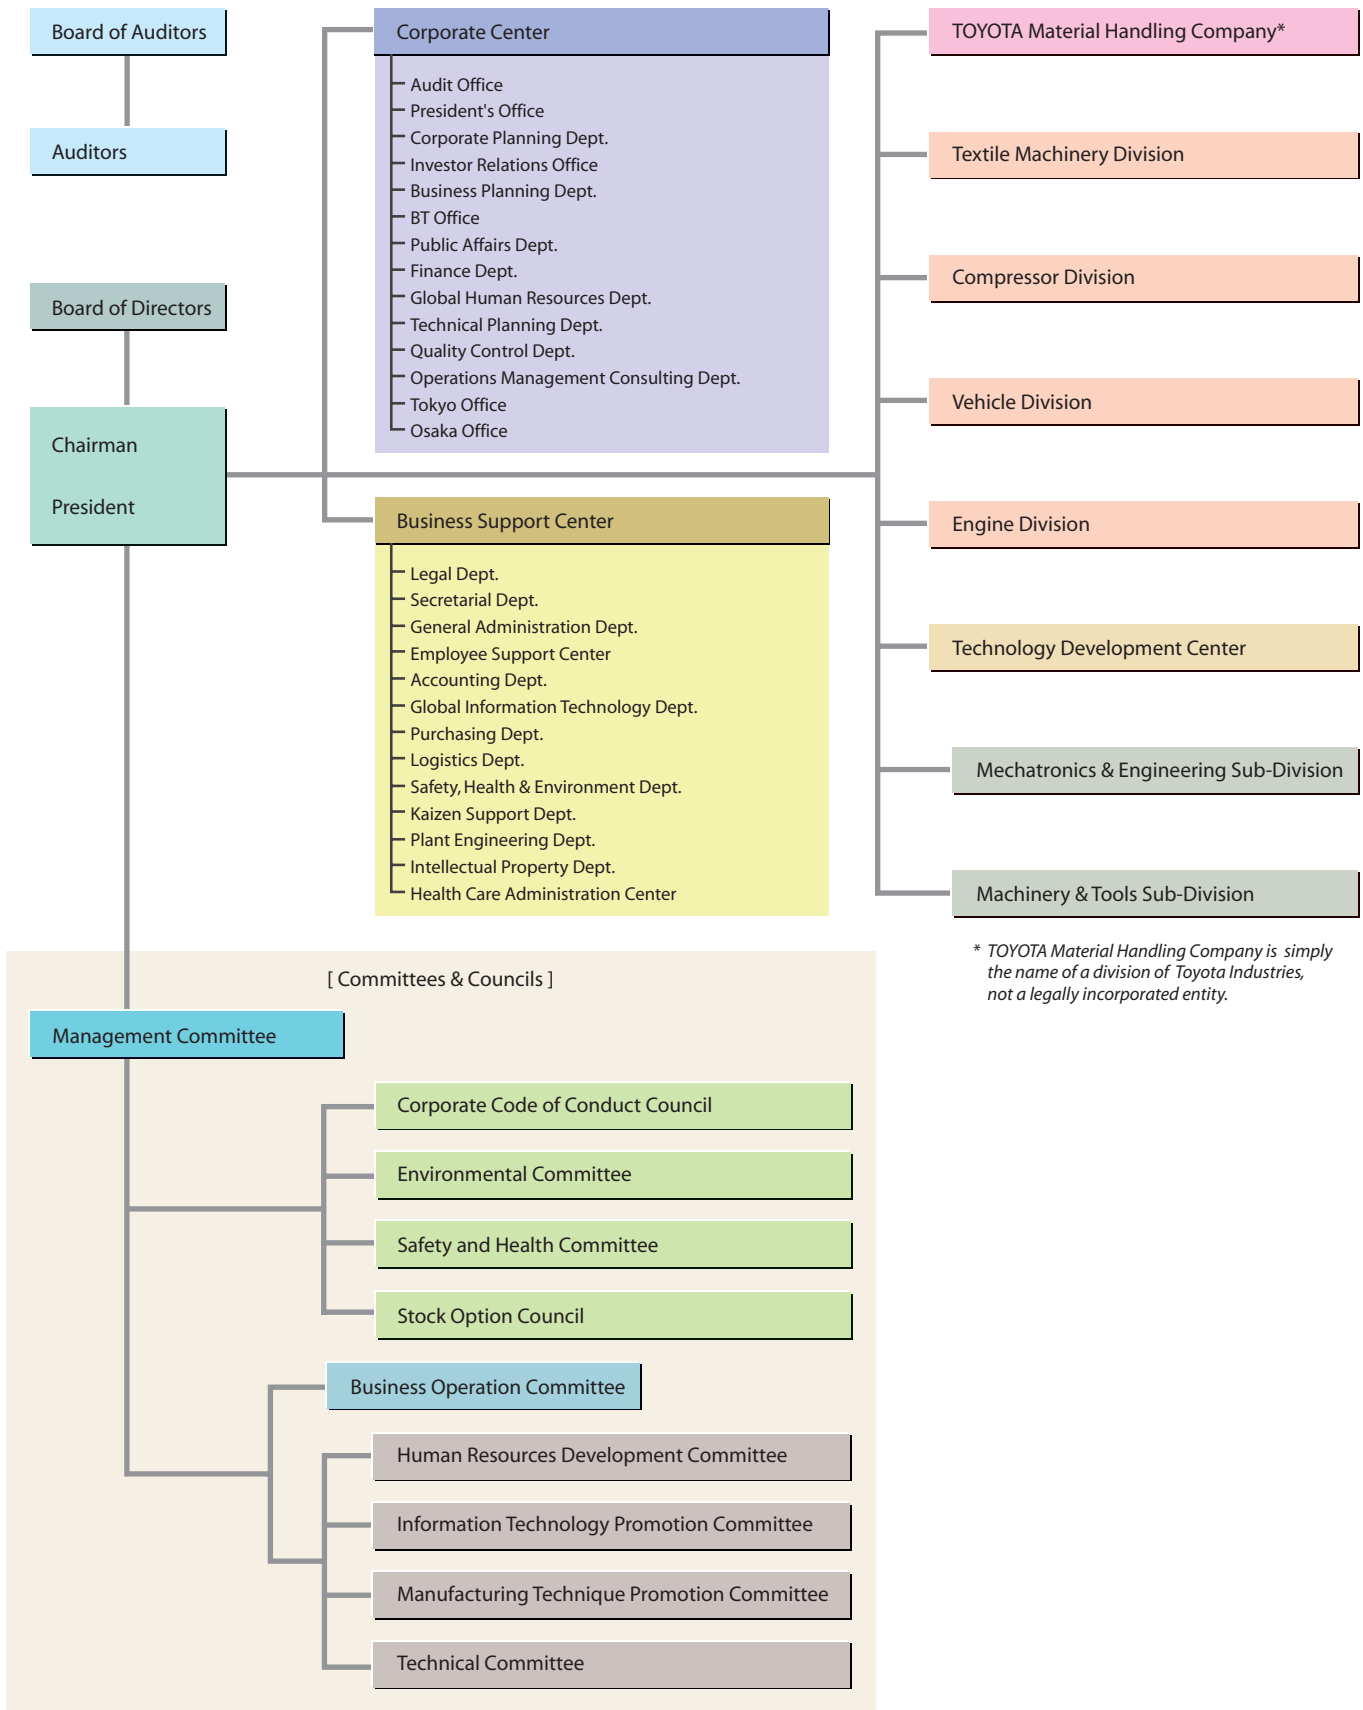 Board of Auditors
Auditors
Board of Directors
Chairman
President
Corporate Center
Audit Office
President's Office
Corporate Planning Dept.
Investor Relations Office
Business Planning Dept.
BT Office
Public Affairs Dept.
Finance Dept.
Global Human Resources Dept.
Technical Planning Dept.
Quality Control Dept.
Operations Management Consulting Dept.
Tokyo Office
Osaka Office
Business Support Center
Legal Dept.
Secretarial Dept.
General Administration Dept.
Employee Support Center
Accounting Dept.
Global Information Technology Dept.
Purchasing Dept.
Logistics Dept.
Safety, Health & Environment Dept.
Kaizen Support Dept.
Plant Engineering Dept.
Intellectual Property Dept.
Health Care Administration Center
TOYOTA Material Handling Company*
Textile Machinery Division
Compressor Division
Vehicle Division
Engine Division
Technology Development Center
Mechatronics & Engineering Sub-Division
Machinery & Tools Sub-Division
* TOYOTA Material Handling Company is simply
the name of a division of Toyota Industries,
not a legally incorporated entity.
[ Committees & Councils ]
Management Committee
Corporate Code of Conduct Council
Environmental Committee
Safety and Health Committee
Stock Option Council
Business Operation Committee
Human Resources Development Committee
Information Technology Promotion Committee
Manufacturing Technique Promotion Committee
Technical Committee